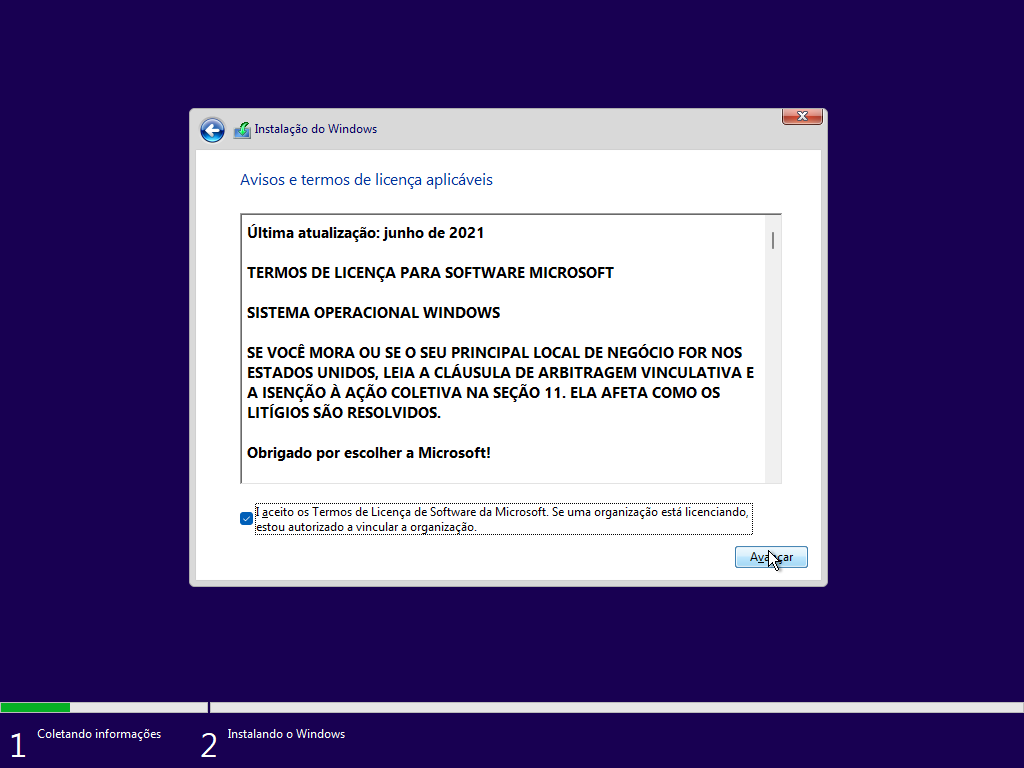 Instalação do Windows
Avisos e termos de licença aplicáveis
Última atualização: junho de 2021
TERMOS DE LICENÇA PARA SOFTWARE MICROSOFT
SISTEMA OPERACIONAL WINDOWS
SE VOCÊ MORA OU SE O SEU PRINCIPAL LOCAL DE NEGÓCIO FOR NOS
ESTADOS UNIDOS, LEIA A CLÁUSULA DE ARBITRAGEM VINCULATIVA E
A ISENÇÃO À AÇÃO COLETIVA NA SEÇÃO 11. ELA AFETA COMO OS
LITÍGIOS SÃO RESOLVIDOS.
Obrigado por escolher a Microsoft!
I aceito os Termos de Licença de Software da Microsoft. Se uma organização está licenciando,
estou autorizado a vincular a organização.
Avançar
1 Coletando informações
2 Instalando o Windows